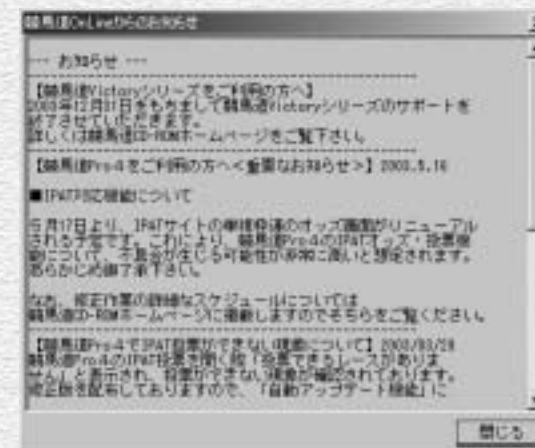 競馬道OnLineからのお知らせ
--- お知らせ ---
【競馬道Victoryシリーズをご利用の方へ】
2003年12月31日をもちまして競馬道Victoryシリーズのサポートを
終了させていただきます。
詳しくは競馬道CD-ROMホームページをご覧下さい。
【競馬道Pro4をご利用の方へ<重要なお知らせ>】2003.5.16
■IPAT対応機能について
5月17日より、IPATサイトの単複枠連のオッズ画面がリニューアル
される予定です。これにより、競馬道Pro4のIPATオッズ・投票機
能について、不具合が生じる可能性が非常に高いと想定されます。
あらかじめ御了承下さい。
なお、修正作業の詳細なスケジュールについては
競馬道CD-ROMホームページに掲載しますのでそちらをご覧ください。
【競馬道Pro4でIPAT投票ができない現象について】2003/03/28
競馬道Pro4のIPAT投票を開く際「投票できるレースがありま
せん」と表示され、投票ができない現象が確認されております。
修正版を配布しておりますので、「自動アップデート機能」に
閉じる